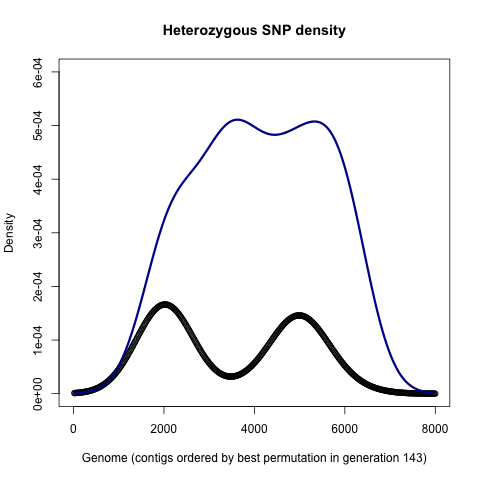 Heterozygous SNP density
Density
6e-04
5e-04
4e-04
3e-04
2e-04
1e-04
0e+00
0 2000 4000 6000 8000
Genome (contigs ordered by best permutation in generation 143)